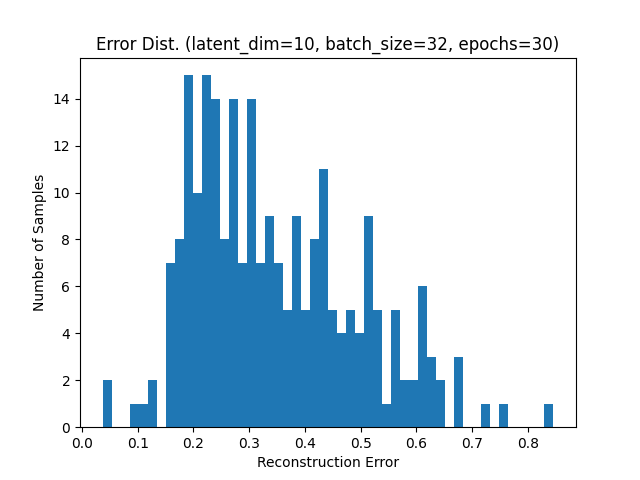 Error Dist. (latent_dim=10, batch_size=32, epochs=30)
14
12
10
8
6
4
2
0
Number of Samples
0.0 0.1 0.2 0.3 0.4 0.5 0.6 0.7 0.8
Reconstruction Error